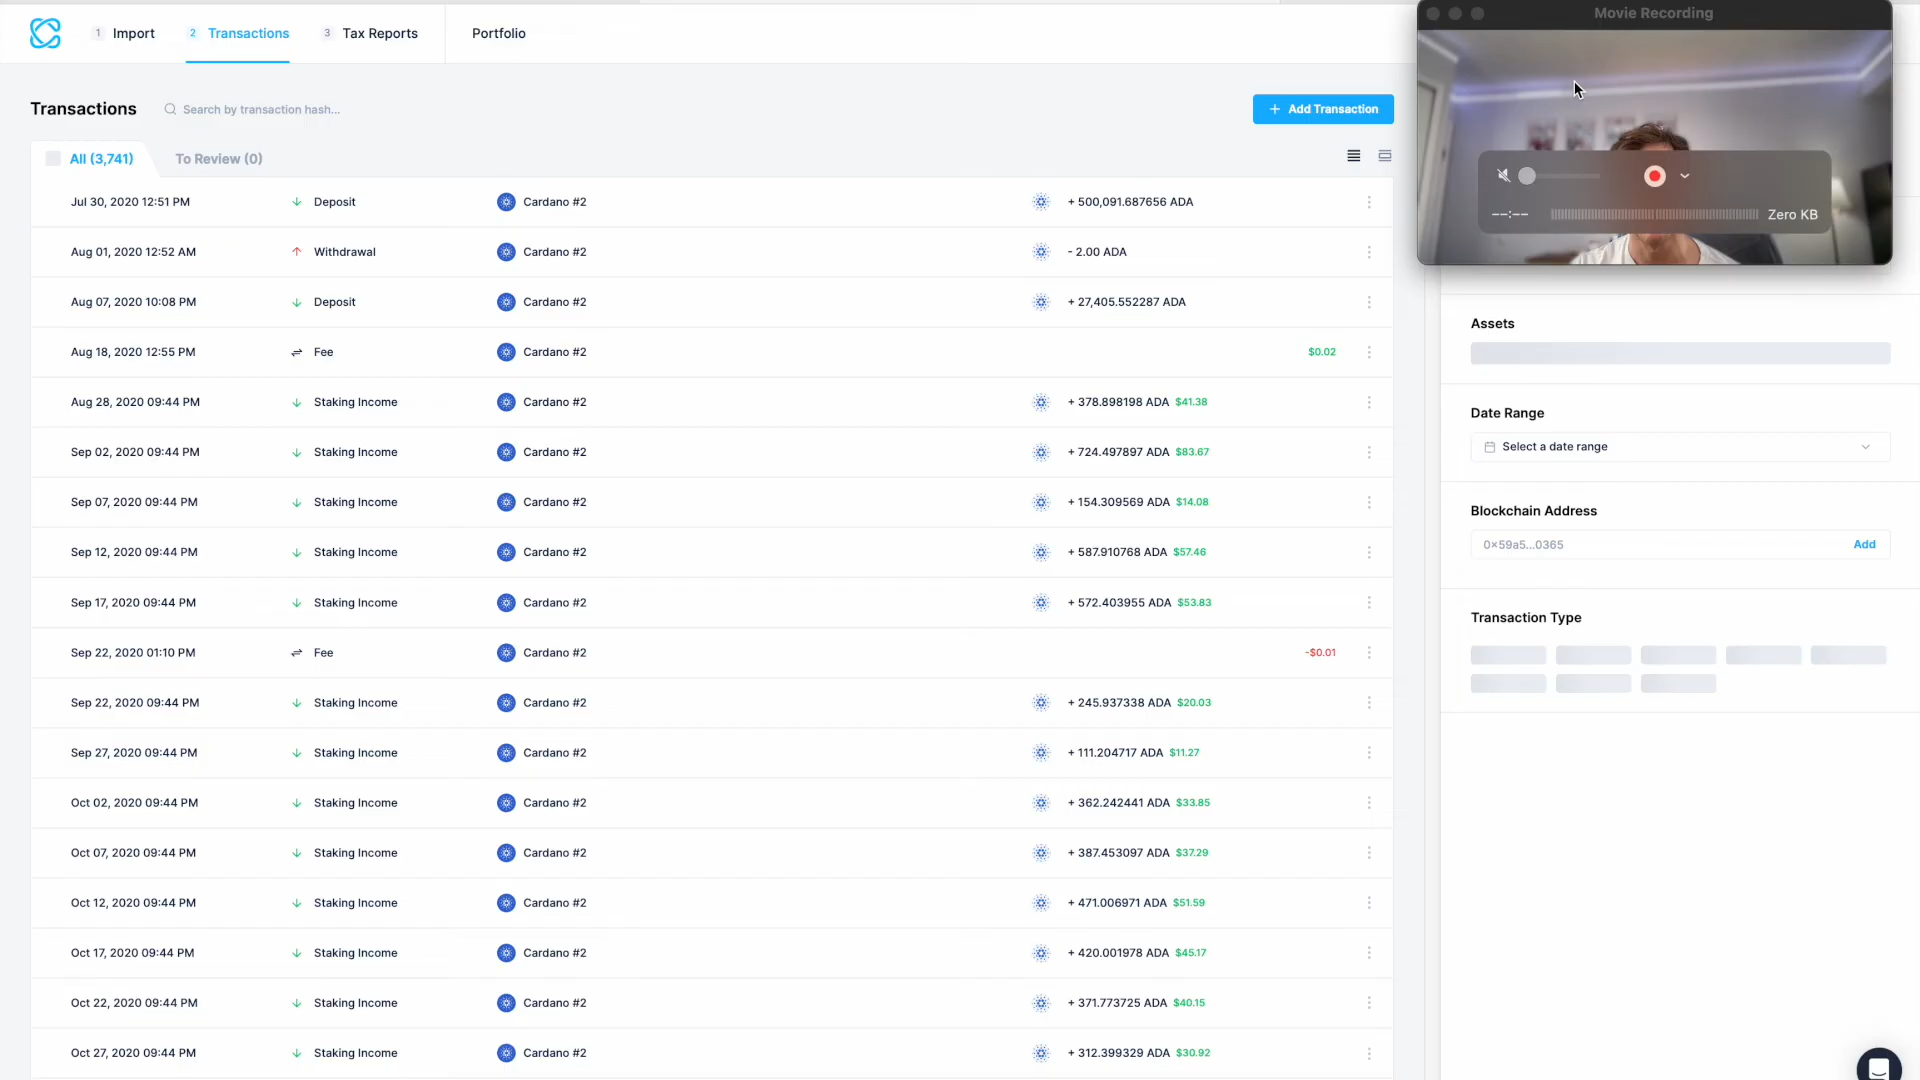 1 Import 2 Transactions 3 Tax Reports Portfolio
Movie Recording
Transactions Search by transaction hash... + Add Transaction
All (3,741) To Review (0)
--:-- Zero KB
Jul 30, 2020 12:51 PM Deposit Cardano #2 + 500,091.687656 ADA
Aug 01, 2020 12:52 AM Withdrawal Cardano #2 - 2.00 ADA
Aug 07, 2020 10:08 PM Deposit Cardano #2 + 27,405.552287 ADA
Aug 18, 2020 12:55 PM Fee Cardano #2 $0.02
Aug 28, 2020 09:44 PM Staking Income Cardano #2 + 378.898198 ADA $41.38
Sep 02, 2020 09:44 PM Staking Income Cardano #2 + 724.497897 ADA $83.67
Sep 07, 2020 09:44 PM Staking Income Cardano #2 + 154.309569 ADA $14.08
Sep 12, 2020 09:44 PM Staking Income Cardano #2 + 587.910768 ADA $57.46
Sep 17, 2020 09:44 PM Staking Income Cardano #2 + 572.403955 ADA $53.83
Sep 22, 2020 01:10 PM Fee Cardano #2 -$0.01
Sep 22, 2020 09:44 PM Staking Income Cardano #2 + 245.937338 ADA $20.03
Sep 27, 2020 09:44 PM Staking Income Cardano #2 + 111.204717 ADA $11.27
Oct 02, 2020 09:44 PM Staking Income Cardano #2 + 362.242441 ADA $33.85
Oct 07, 2020 09:44 PM Staking Income Cardano #2 + 387.453097 ADA $37.29
Oct 12, 2020 09:44 PM Staking Income Cardano #2 + 471.006971 ADA $51.59
Oct 17, 2020 09:44 PM Staking Income Cardano #2 + 420.001978 ADA $45.17
Oct 22, 2020 09:44 PM Staking Income Cardano #2 + 371.773725 ADA $40.15
Oct 27, 2020 09:44 PM Staking Income Cardano #2 + 312.399329 ADA $30.92
Assets
Date Range
Select a date range
Blockchain Address
0x59a5...0365 Add
Transaction Type